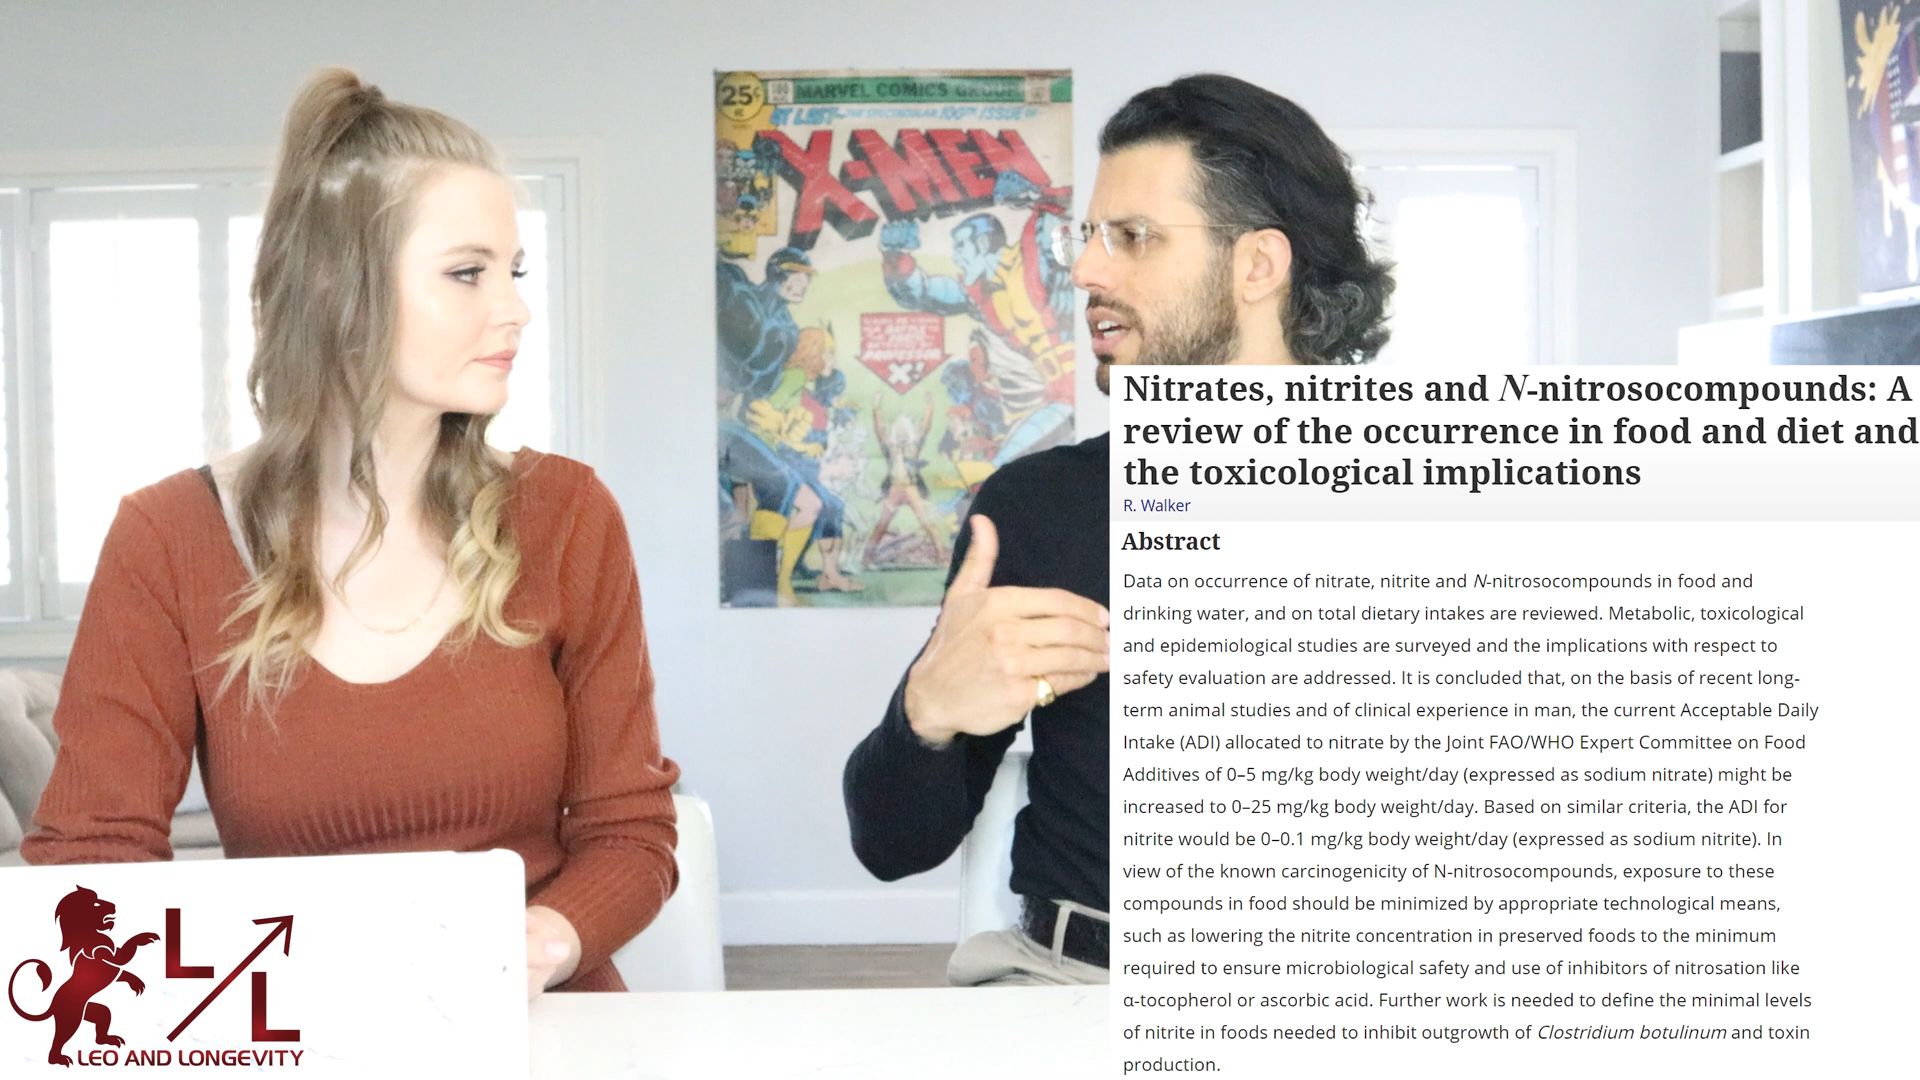 25¢
100
MARVEL COMICS GROUP
AT LAST—THE SPECTACULAR 100TH ISSUE OF
X-MEN
PROFESSOR
X!
Nitrates, nitrites and N-nitrosocompounds: A
review of the occurrence in food and diet and
the toxicological implications
R. Walker
Abstract
Data on occurrence of nitrate, nitrite and N-nitrosocompounds in food and
drinking water, and on total dietary intakes are reviewed. Metabolic, toxicological
and epidemiological studies are surveyed and the implications with respect to
safety evaluation are addressed. It is concluded that, on the basis of recent long-
term animal studies and of clinical experience in man, the current Acceptable Daily
Intake (ADI) allocated to nitrate by the Joint FAO/WHO Expert Committee on Food
Additives of 0–5 mg/kg body weight/day (expressed as sodium nitrate) might be
increased to 0–25 mg/kg body weight/day. Based on similar criteria, the ADI for
nitrite would be 0–0.1 mg/kg body weight/day (expressed as sodium nitrite). In
view of the known carcinogenicity of N-nitrosocompounds, exposure to these
compounds in food should be minimized by appropriate technological means,
such as lowering the nitrite concentration in preserved foods to the minimum
required to ensure microbiological safety and use of inhibitors of nitrosation like
α-tocopherol or ascorbic acid. Further work is needed to define the minimal levels
of nitrite in foods needed to inhibit outgrowth of Clostridium botulinum and toxin
production.
L/L
LEO AND LONGEVITY